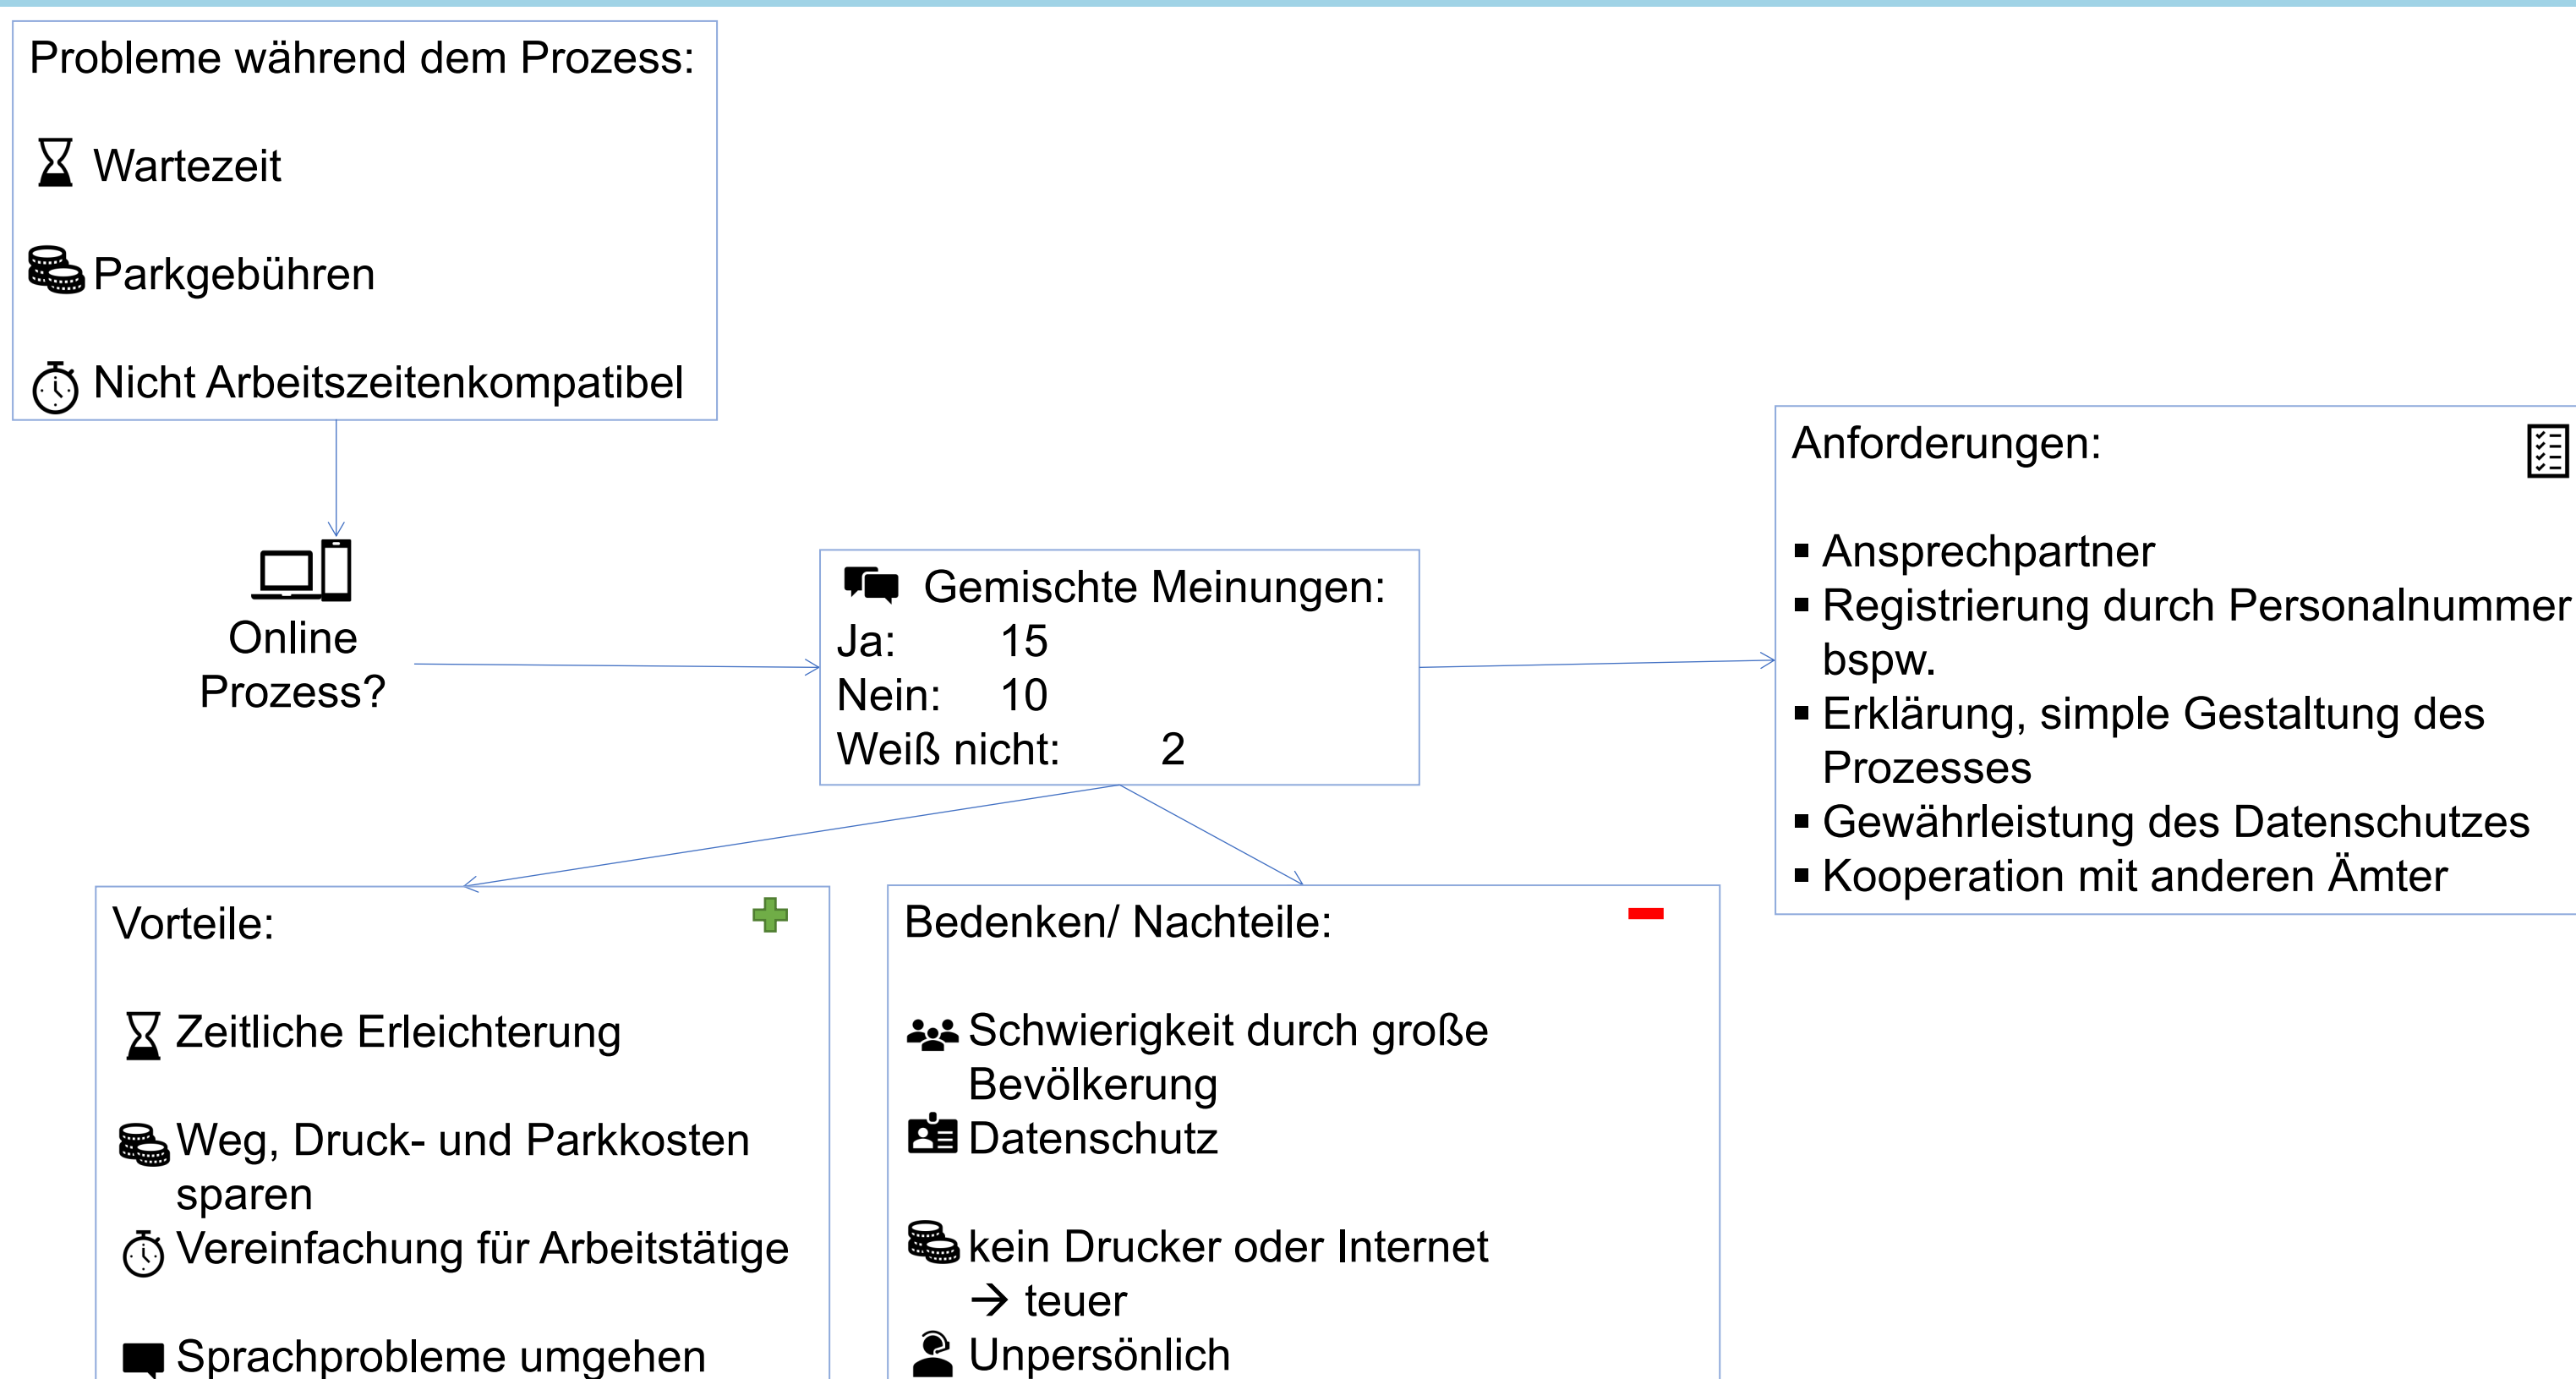 Probleme während dem Prozess:
Wartezeit
Parkgebühren
Nicht Arbeitszeitenkompatibel
Online
Prozess?
Gemischte Meinungen:
Ja: 15
Nein: 10
Weiß nicht: 2
Anforderungen:
▪ Ansprechpartner
▪ Registrierung durch Personalnummer
bspw.
▪ Erklärung, simple Gestaltung des
Prozesses
▪ Gewährleistung des Datenschutzes
▪ Kooperation mit anderen Ämter
Vorteile:
Zeitliche Erleichterung
Weg, Druck- und Parkkosten
sparen
Vereinfachung für Arbeitstätige
Sprachprobleme umgehen
Bedenken/ Nachteile:
Schwierigkeit durch große
Bevölkerung
Datenschutz
kein Drucker oder Internet
→ teuer
Unpersönlich